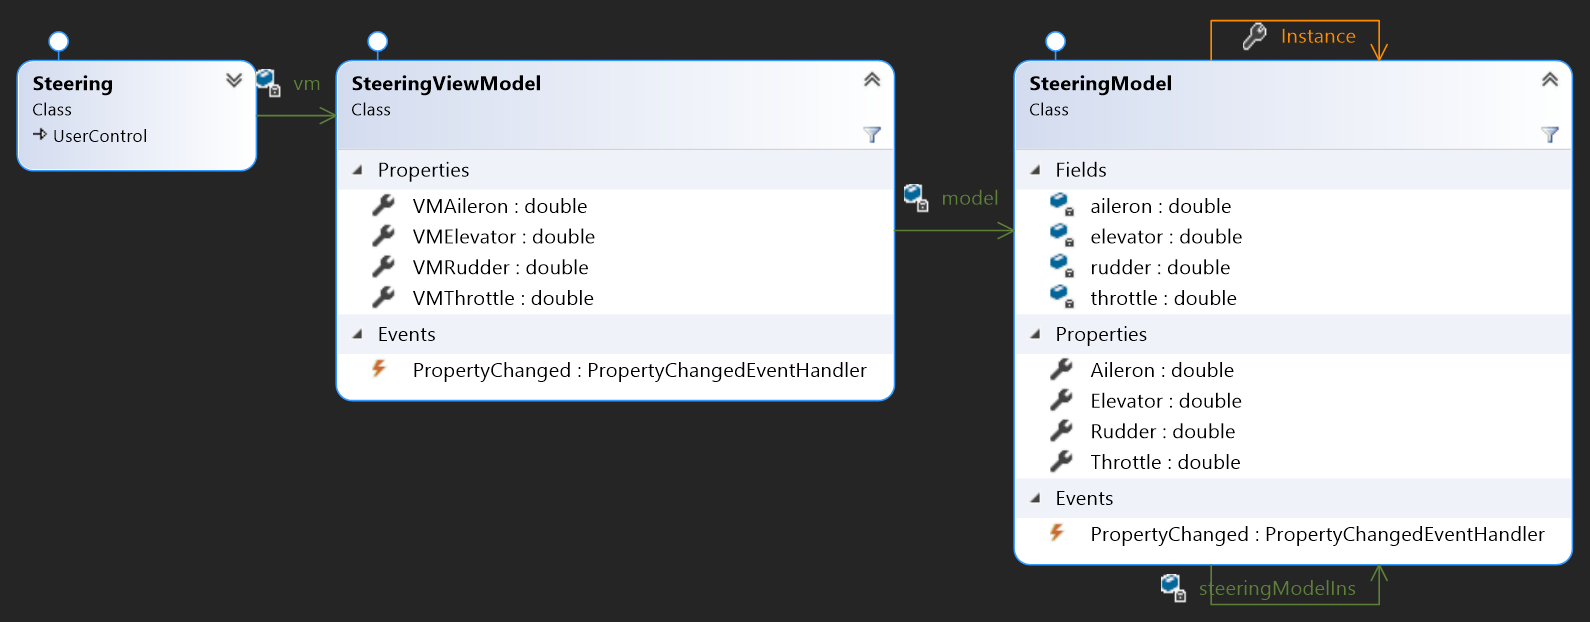 Steering
Class
UserControl
vm
SteeringViewModel
Class
Properties
VMAileron : double
VMElevator : double
VMRudder : double
VMThrottle : double
Events
PropertyChanged : PropertyChangedEventHandler
model
Instance
SteeringModel
Class
Fields
aileron : double
elevator : double
rudder : double
throttle : double
Properties
Aileron : double
Elevator : double
Rudder : double
Throttle : double
Events
PropertyChanged : PropertyChangedEventHandler
steeringModelIns